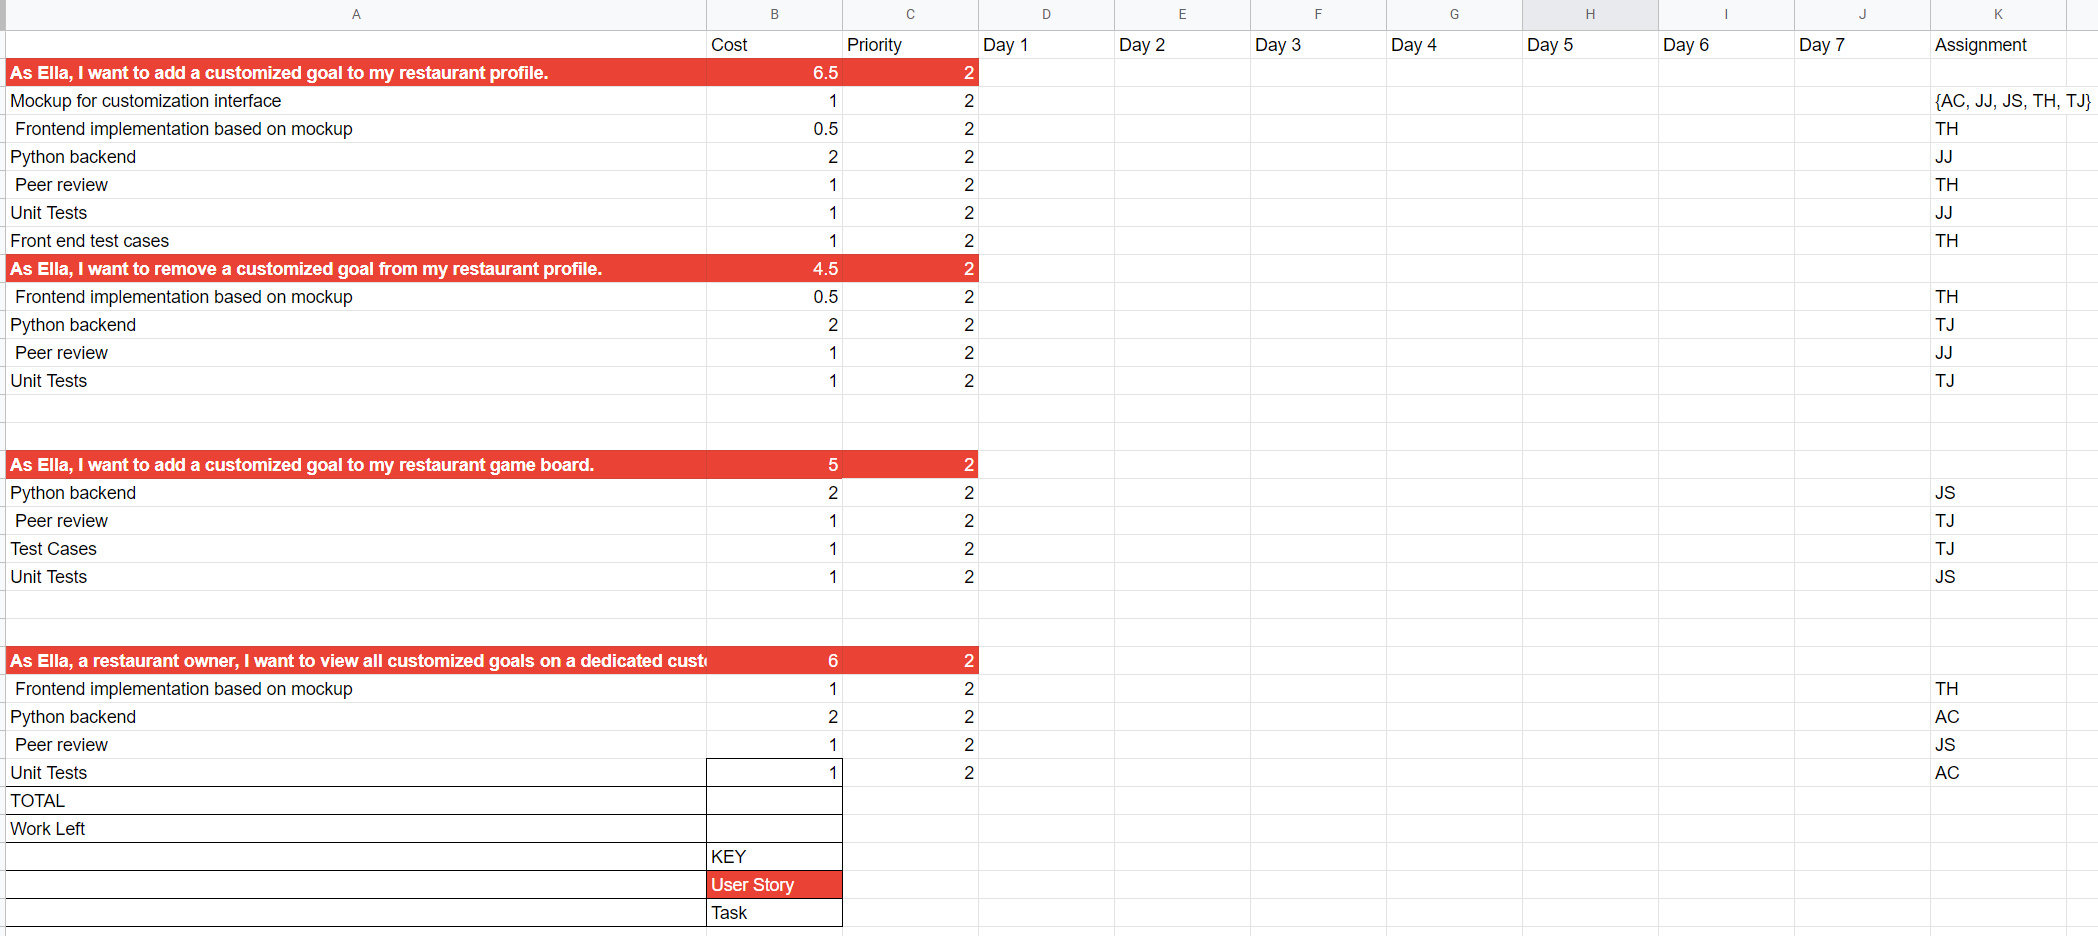 A B C D E F G H I J K
Cost Priority Day 1 Day 2 Day 3 Day 4 Day 5 Day 6 Day 7 Assignment
As Ella, I want to add a customized goal to my restaurant profile. 6.5 2
Mockup for customization interface 1 2 {AC, JJ, JS, TH, TJ}
Frontend implementation based on mockup 0.5 2 TH
Python backend 2 2 JJ
Peer review 1 2 TH
Unit Tests 1 2 JJ
Front end test cases 1 2 TH
As Ella, I want to remove a customized goal from my restaurant profile. 4.5 2
Frontend implementation based on mockup 0.5 2 TH
Python backend 2 2 TJ
Peer review 1 2 JJ
Unit Tests 1 2 TJ
As Ella, I want to add a customized goal to my restaurant game board. 5 2
Python backend 2 2 JS
Peer review 1 2 TJ
Test Cases 1 2 TJ
Unit Tests 1 2 JS
As Ella, a restaurant owner, I want to view all customized goals on a dedicated custo 6 2
Frontend implementation based on mockup 1 2 TH
Python backend 2 2 AC
Peer review 1 2 JS
Unit Tests 1 2 AC
TOTAL
Work Left
KEY
User Story
Task